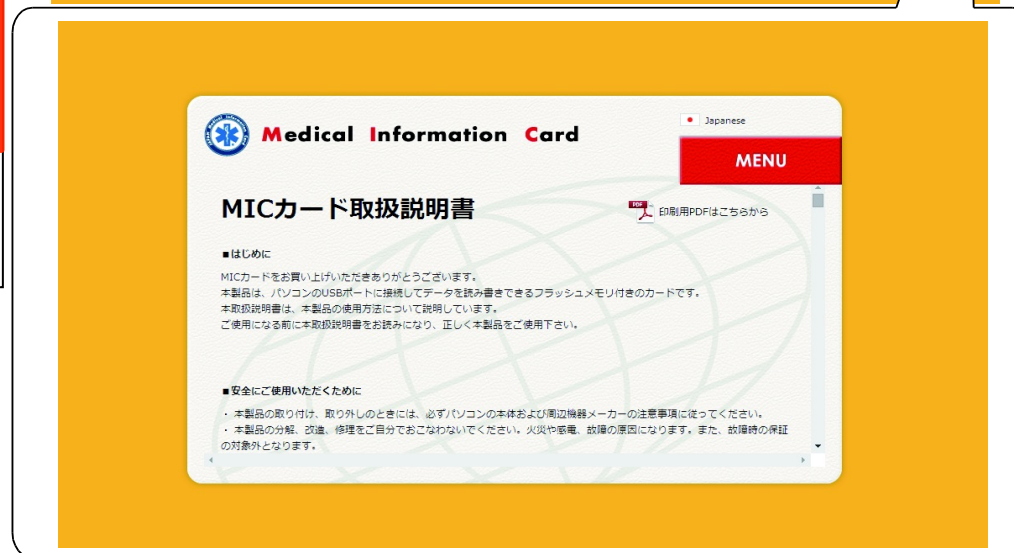 Medical Information Card
Japanese
MENU
MICカード取扱説明書
PDF
印刷用PDFはこちらから
■はじめに
MICカードをお買い上げいただきありがとうございます。
本製品は、パソコンのUSBポートに接続してデータを読み書きできるフラッシュメモリ付きのカードです。
本取扱説明書は、本製品の使用方法について説明しています。
ご使用になる前に本取扱説明書をお読みになり、正しく本製品をご使用下さい。
■安全にご使用いただくために
・ 本製品の取り付け、取り外しのときには、必ずパソコンの本体および周辺機器メーカーの注意事項に従ってください。
・ 本製品の分解、改造、修理をご自分でおこなわないでください。火災や感電、故障の原因になります。また、故障時の保証
の対象外となります。